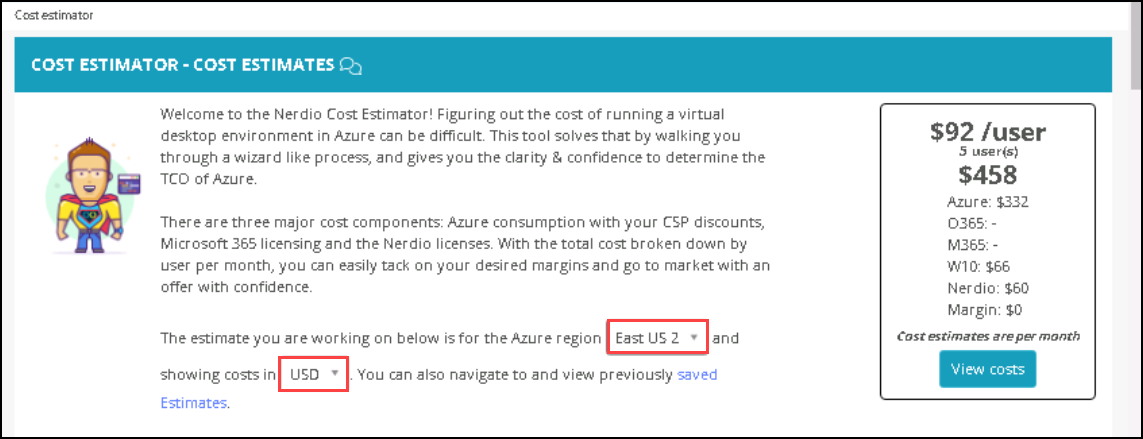 Cost estimator
COST ESTIMATOR - COST ESTIMATES
Welcome to the Nerdio Cost Estimator! Figuring out the cost of running a virtual
desktop environment in Azure can be difficult. This tool solves that by walking you
through a wizard like process, and gives you the clarity & confidence to determine the
TCO of Azure.
There are three major cost components: Azure consumption with your CSP discounts,
Microsoft 365 licensing and the Nerdio licenses. With the total cost broken down by
user per month, you can easily tack on your desired margins and go to market with an
offer with confidence.
The estimate you are working on below is for the Azure region East US 2 and
showing costs in USD . You can also navigate to and view previously saved
Estimates.
$92 /user
5 user(s)
$458
Azure: $332
O365: -
M365: -
W10: $66
Nerdio: $60
Margin: $0
Cost estimates are per month
View costs